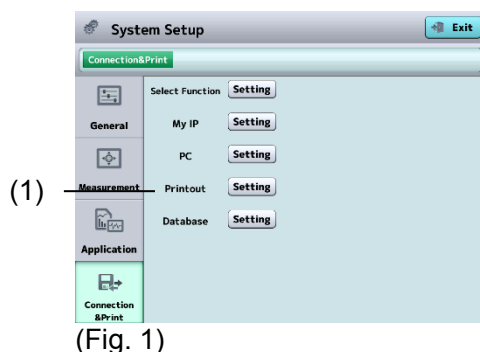 System Setup
Exit
Connection&Print
General
Measurement
Application
Connection
&Print
Select Function Setting
My IP Setting
PC Setting
(1) Printout Setting
Database Setting
(Fig. 1)